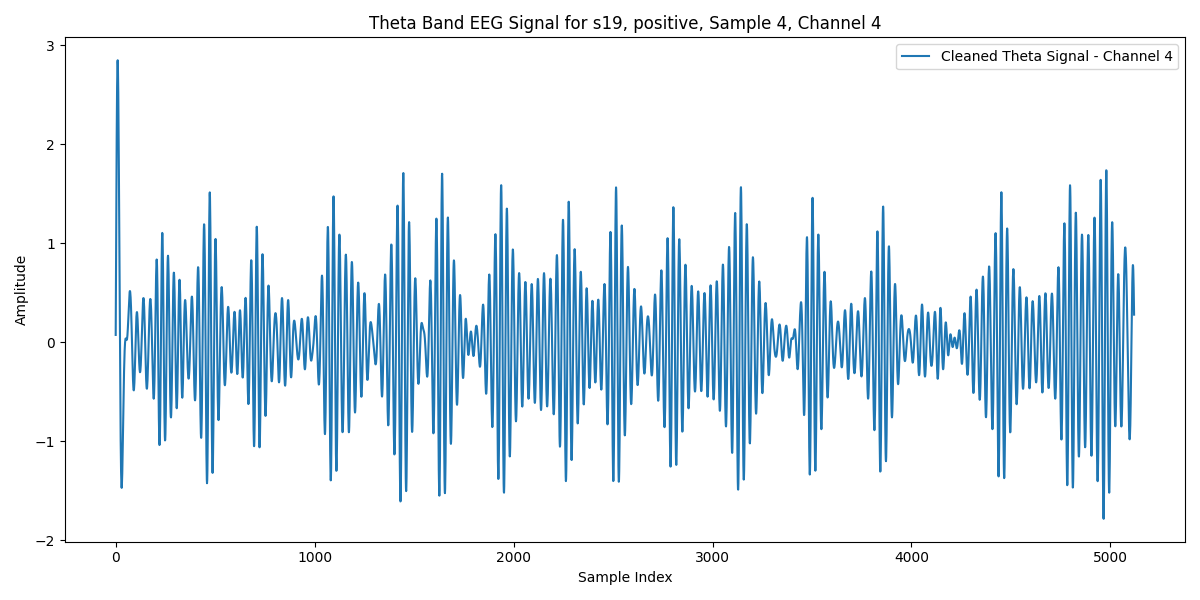 Theta Band EEG Signal for s19, positive, Sample 4, Channel 4
Cleaned Theta Signal - Channel 4
3
2
1
0
−1
−2
Amplitude
0 1000 2000 3000 4000 5000
Sample Index